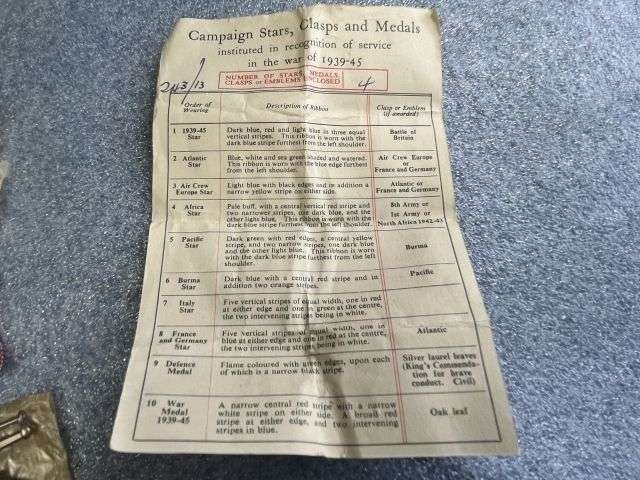 Campaign Stars, Clasps and Medals
instituted in recognition of service
in the war of 1939-45
NUMBER OF STARS, MEDALS,
CLASPS or EMBLEMS ENCLOSED
4
Order of
Wearing
Description of Ribbon
Clasp or Emblem
(if awarded)
1 1939-45
Star
Dark blue, red and light blue in three equal
vertical stripes. This ribbon is worn with the
dark blue stripe furthest from the left shoulder.
Battle of
Britain
2 Atlantic
Star
Blue, white and sea green shaded and watered.
This ribbon is worn with the blue edge furthest
from the left shoulder.
Air Crew Europe
or
France and Germany
3 Air Crew
Europe Star
Light blue with black edges and in addition a
narrow yellow stripe on either side.
Atlantic or
France and Germany
4 Africa
Star
Pale buff, with a central vertical red stripe and
two narrower stripes, one dark blue, and the
other light blue. This ribbon is worn with the
dark blue stripe furthest from the left shoulder.
8th Army or
1st Army or
North Africa 1942-43
5 Pacific
Star
Dark green with red edges, a central yellow
stripe, and two narrow stripes, one dark blue
and the other light blue. This ribbon is worn
with the dark blue stripe furthest from the left
shoulder.
Burma
6 Burma
Star
Dark blue with a central red stripe and in
addition two orange stripes.
Pacific
7 Italy
Star
Five vertical stripes of equal width, one in red
at either edge and one in green at the centre,
the two intervening stripes being in white.
8 France
and Germany
Star
Five vertical stripes of equal width, one in
blue at either edge and one in red at the centre,
the two intervening stripes being in white.
Atlantic
9 Defence
Medal
Flame coloured with green edges, upon each
of which is a narrow black stripe.
Silver laurel leaves
(King's Commenda-
tion for brave
conduct. Civil)
10 War
Medal
1939-45
A narrow central red stripe with a narrow
white stripe on either side. A broad red
stripe at either edge, and two intervening
stripes in blue.
Oak leaf